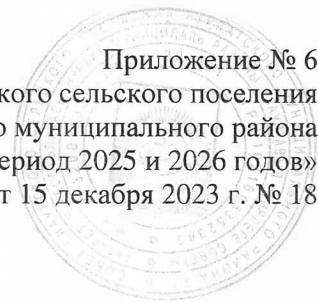 Приложение № 6
кого сельского поселения
о муниципального района
ериод 2025 и 2026 годов»
т 15 декабря 2023 г. № 18